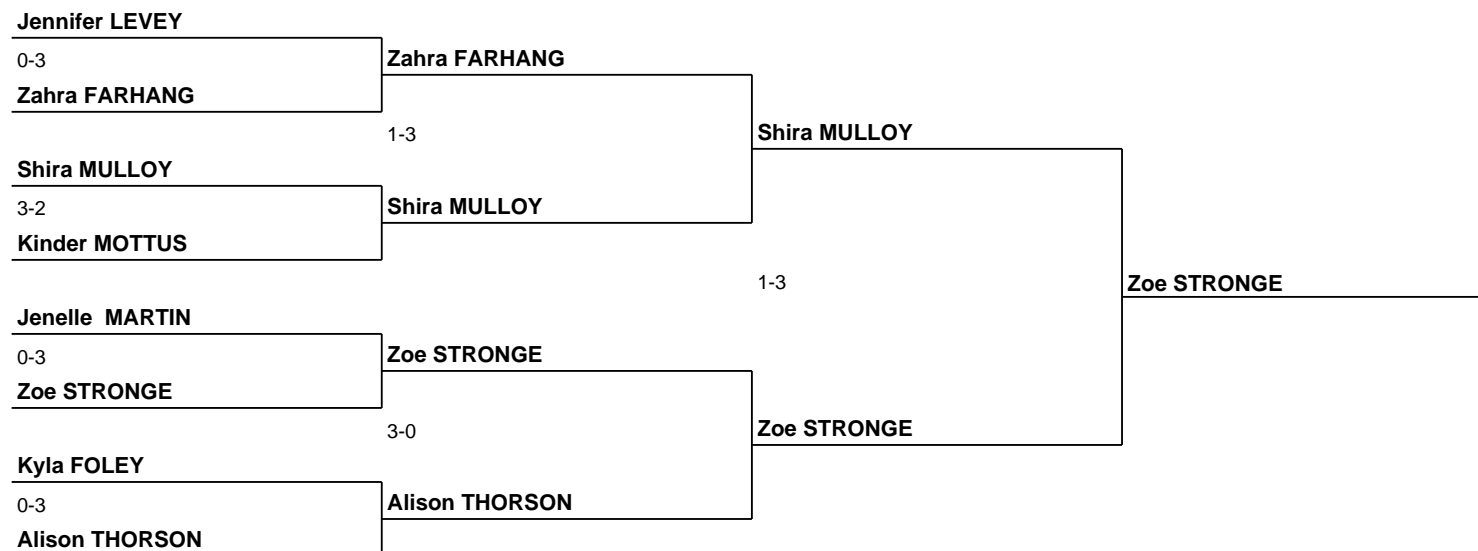 Jennifer LEVEY
0-3
Zahra FARHANG
Zahra FARHANG
1-3
Shira MULLOY
Shira MULLOY
3-2
Shira MULLOY
Kinder MOTTUS
1-3
Zoe STRONGE
Jenelle MARTIN
0-3
Zoe STRONGE
Zoe STRONGE
3-0
Zoe STRONGE
Kyla FOLEY
0-3
Alison THORSON
Alison THORSON